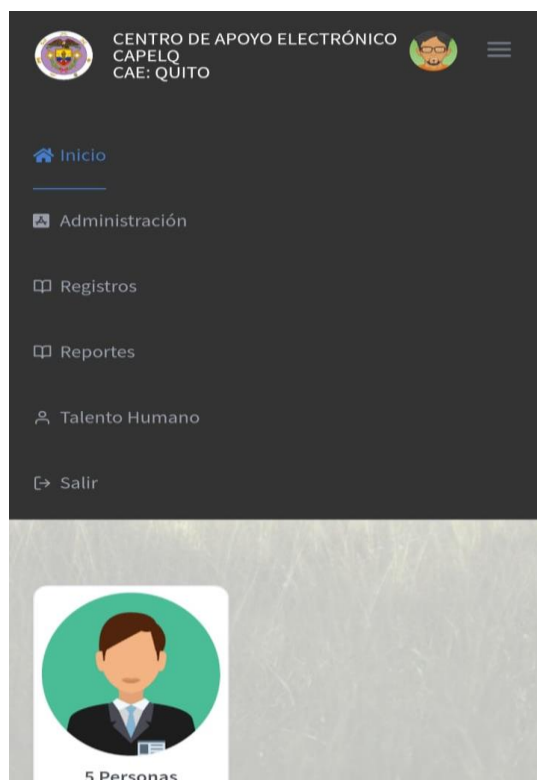 CENTRO DE APOYO ELECTRÓNICO
CAPELQ
CAE: QUITO
Inicio
Administración
Registros
Reportes
Talento Humano
Salir
5 Personas